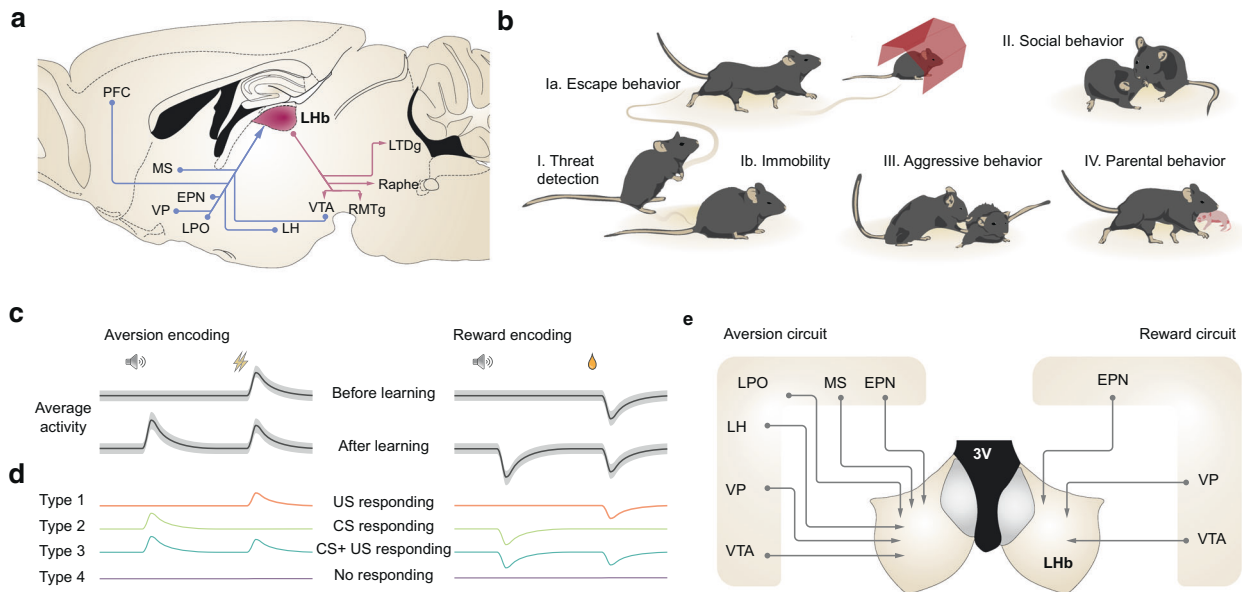 a
PFC
LHb
MS
LTDg
EPN
Raphe
VP
VTA
RMTg
LPO
LH
b
II. Social behavior
Ia. Escape behavior
I. Threat
detection
Ib. Immobility
III. Aggressive behavior
IV. Parental behavior
c
Aversion encoding
Reward encoding
Before learning
Average
activity
After learning
d
Type 1
US responding
Type 2
CS responding
Type 3
CS+ US responding
Type 4
No responding
e
Aversion circuit
Reward circuit
LPO
MS
EPN
EPN
LH
3V
VP
VP
VTA
VTA
LHb